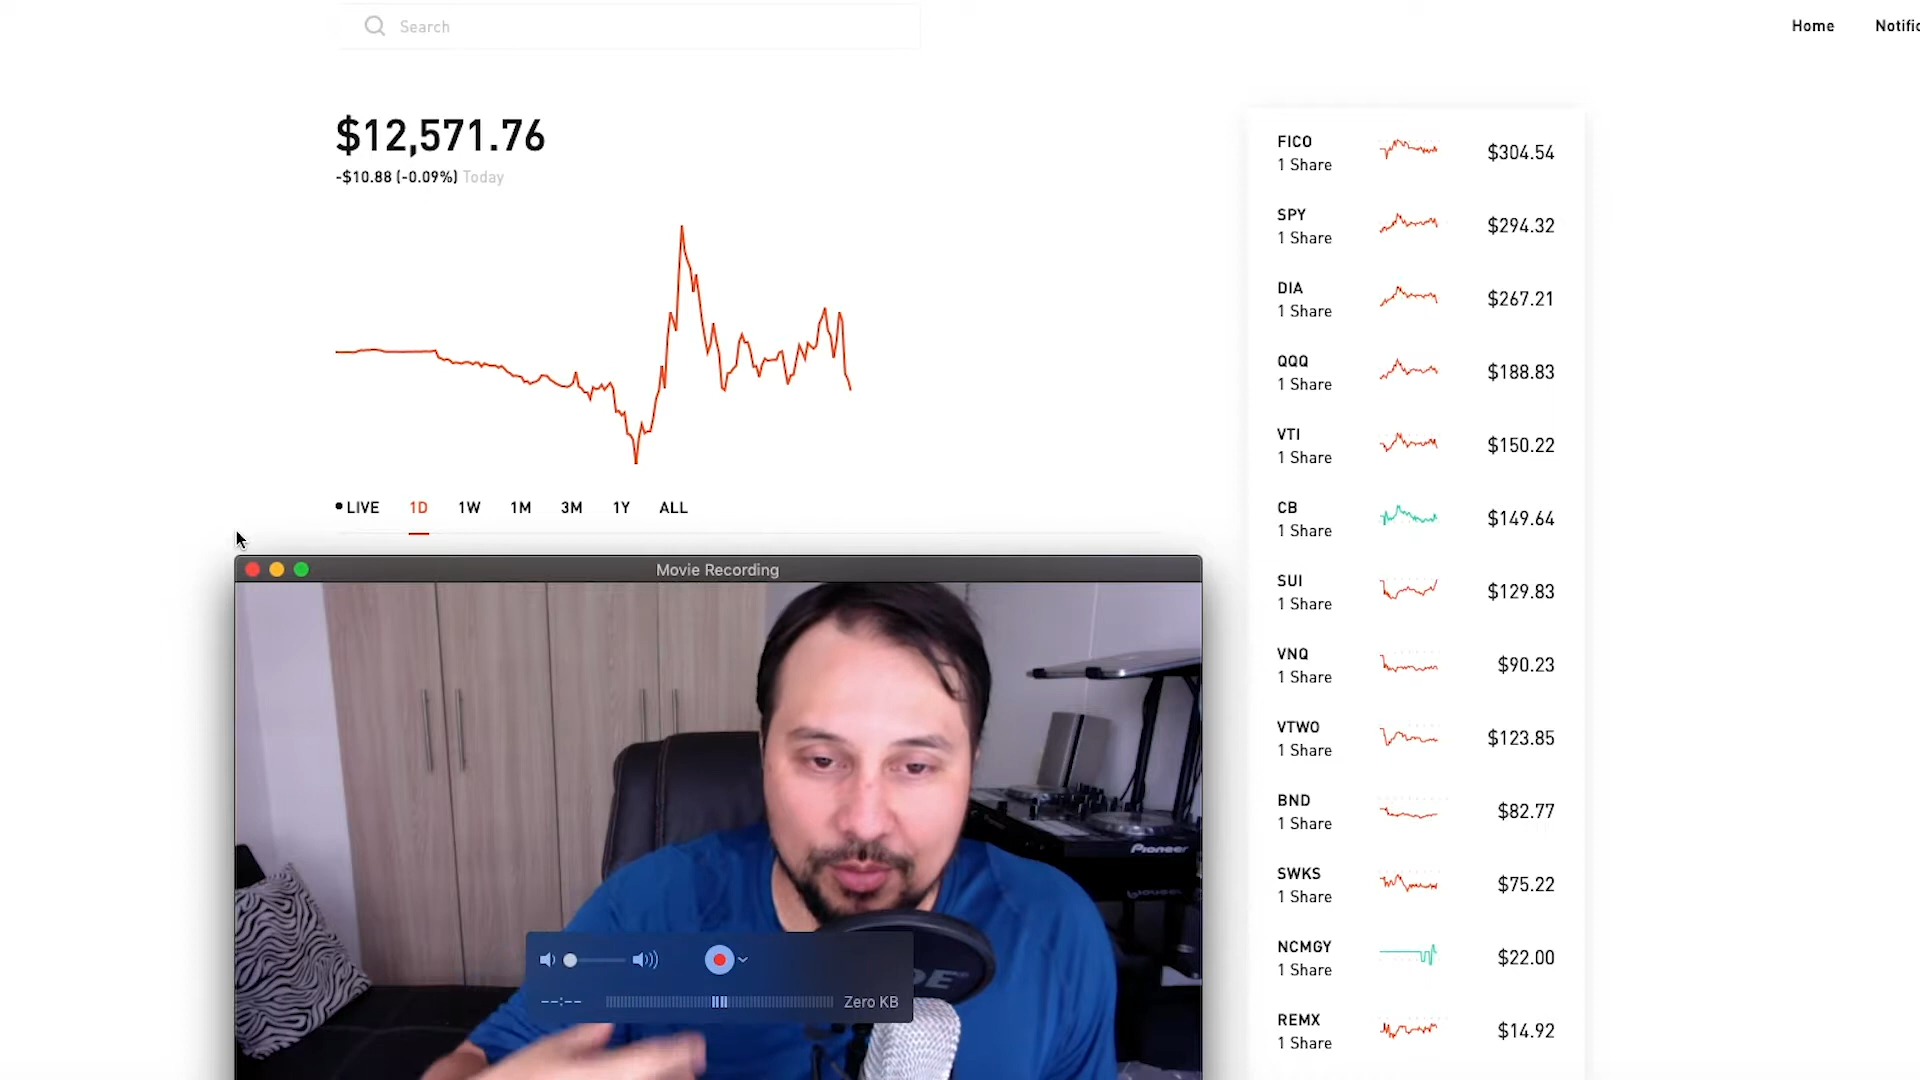 Search
Home
Notific
$12,571.76
-$10.88 (-0.09%) Today
LIVE 1D 1W 1M 3M 1Y ALL
FICO
1 Share
$304.54
SPY
1 Share
$294.32
DIA
1 Share
$267.21
QQQ
1 Share
$188.83
VTI
1 Share
$150.22
CB
1 Share
$149.64
SUI
1 Share
$129.83
VNQ
1 Share
$90.23
VTWO
1 Share
$123.85
BND
1 Share
$82.77
SWKS
1 Share
$75.22
NCMGY
1 Share
$22.00
REMX
1 Share
$14.92
Movie Recording
Pioneer
--:--
Zero KB